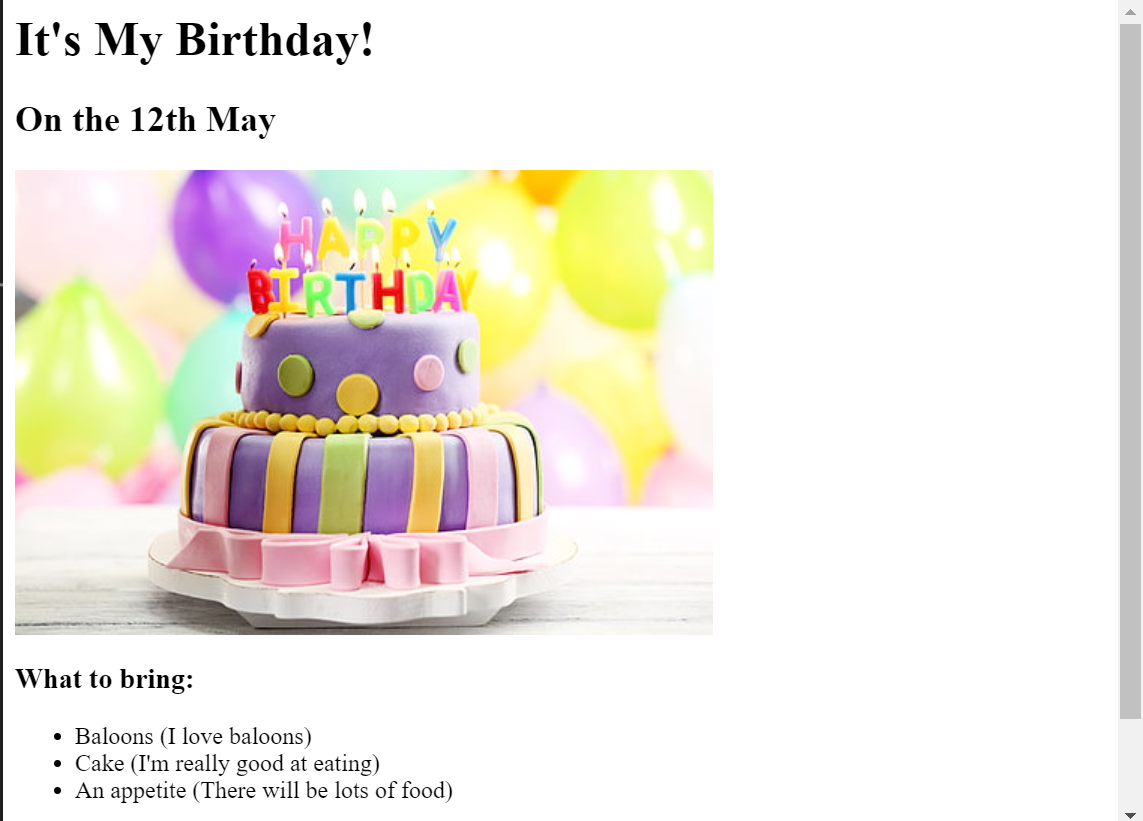 It's My Birthday!
On the 12th May
HAPPY
BIRTHDAY
What to bring:
Baloons (I love baloons)
Cake (I'm really good at eating)
An appetite (There will be lots of food)